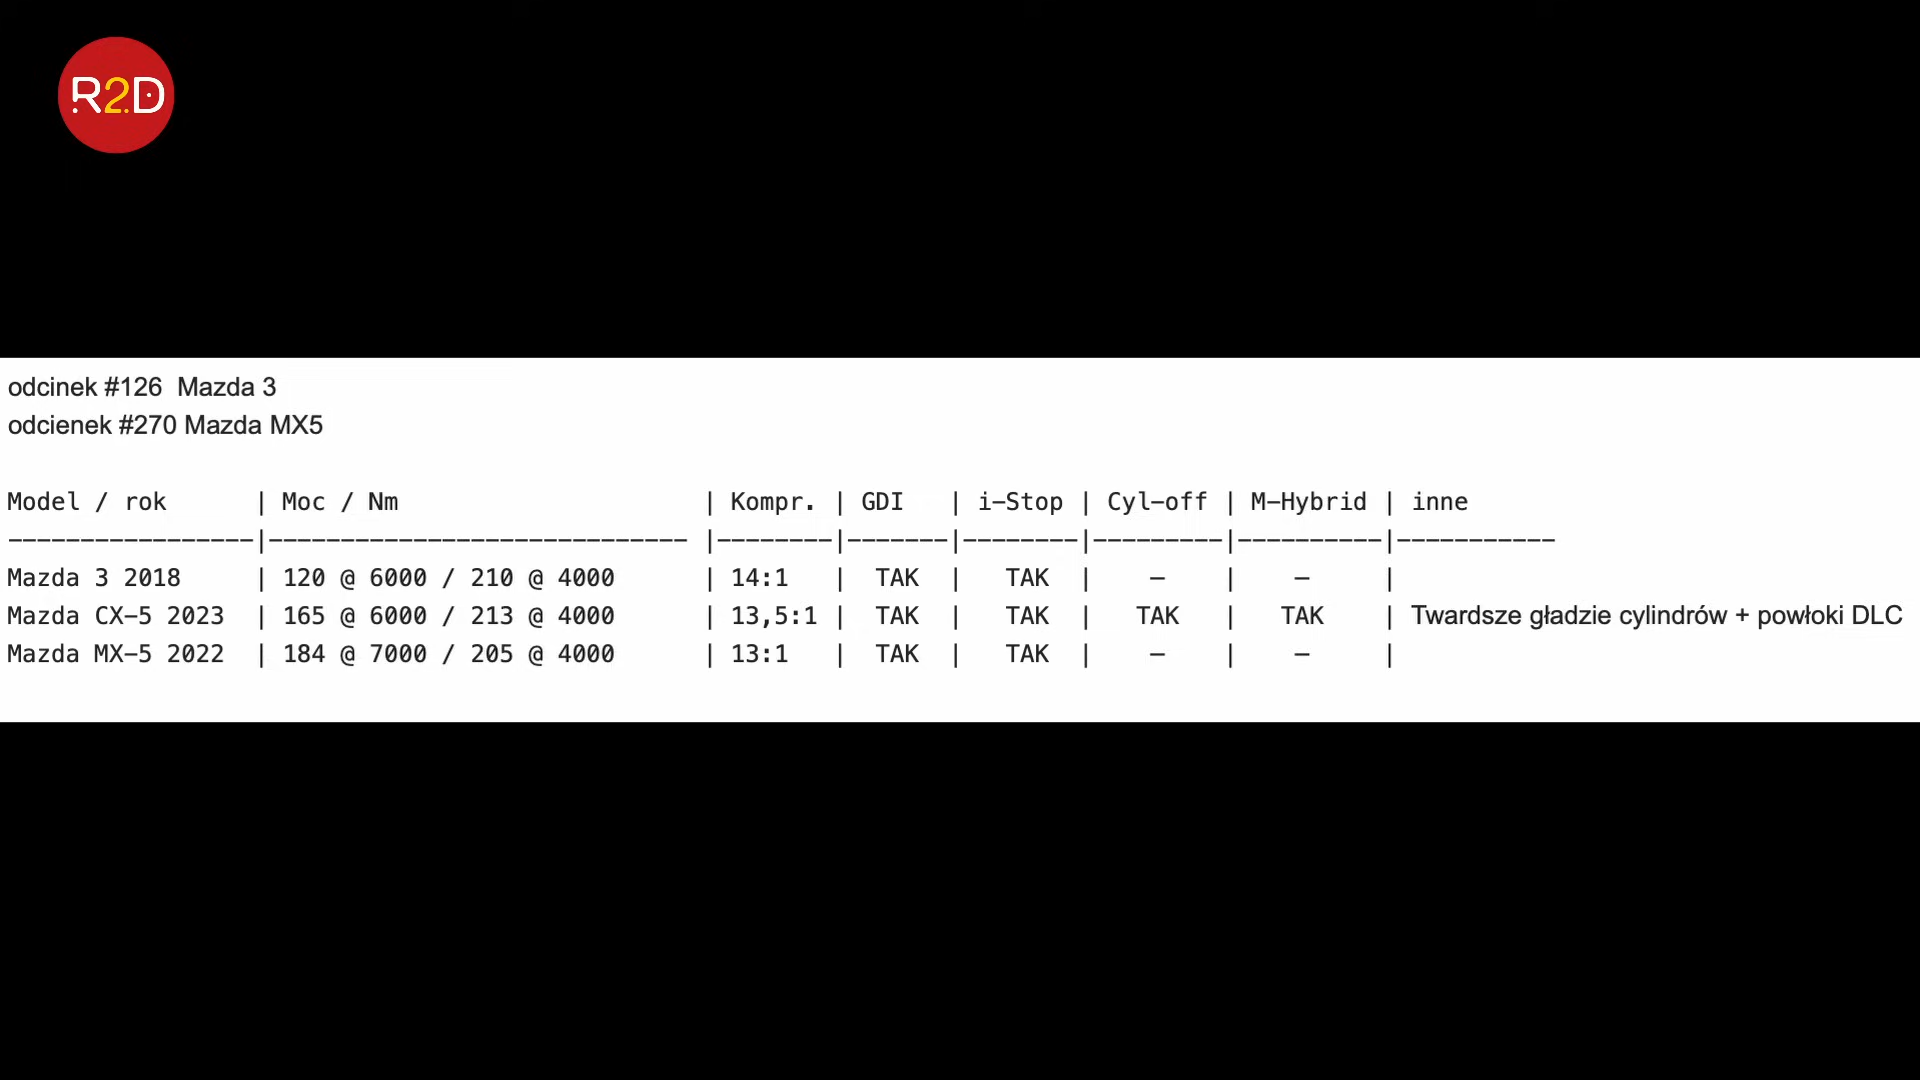 R2D
odcinek #126  Mazda 3
odcienek #270 Mazda MX5
Model / rok      | Moc / Nm                     | Kompr. | GDI   | i-Stop | Cyl-off | M-Hybrid | inne
-----------------|----------------------------- |--------|-------|--------|---------|----------|-----------
Mazda 3 2018     | 120 @ 6000 / 210 @ 4000      | 14:1   |  TAK  |   TAK  |    –    |    –     |
Mazda CX-5 2023  | 165 @ 6000 / 213 @ 4000      | 13,5:1 |  TAK  |   TAK  |   TAK   |   TAK    | Twardsze gładzie cylindrów + powłoki DLC
Mazda MX-5 2022  | 184 @ 7000 / 205 @ 4000      | 13:1   |  TAK  |   TAK  |    –    |    –     |